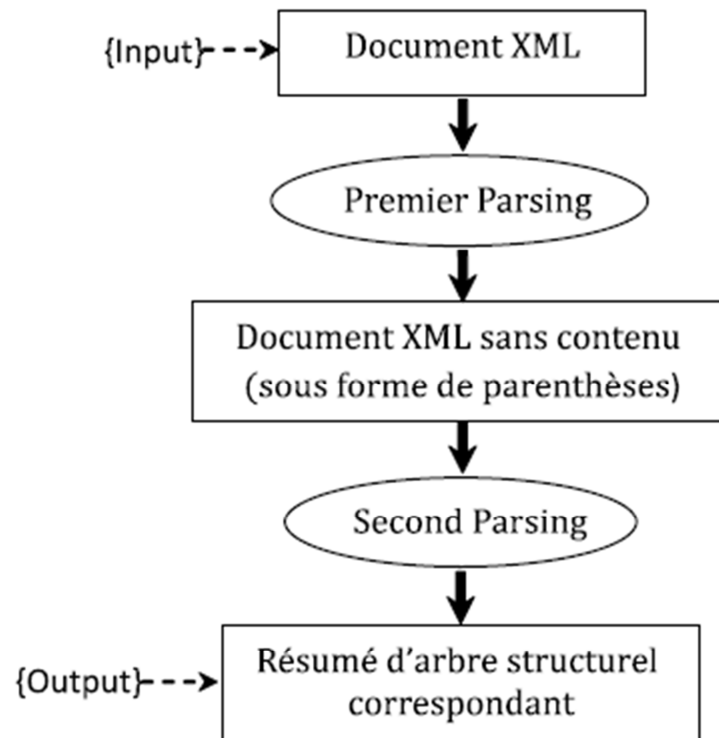 {Input}
Document XML
Premier Parsing
Document XML sans contenu
(sous forme de parenthèses)
Second Parsing
{Output}
Résumé d'arbre structurel
correspondant